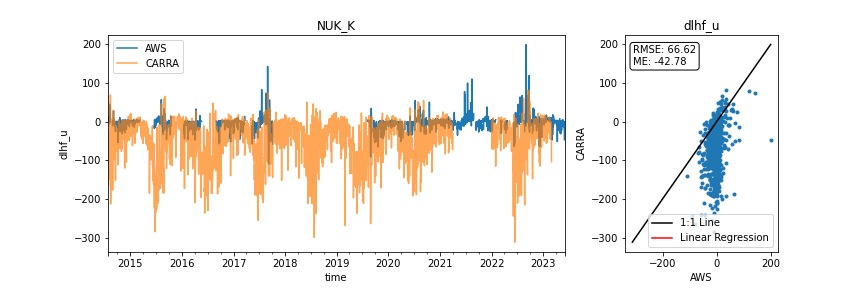 NUK_K
AWS
CARRA
dlhf_u
200
100
0
−100
−200
−300
2015
2016
2017
2018
2019
2020
2021
2022
2023
time
dlhf_u
RMSE: 66.62
ME: -42.78
CARRA
200
100
0
−100
−200
−300
1:1 Line
Linear Regression
−200
0
200
AWS